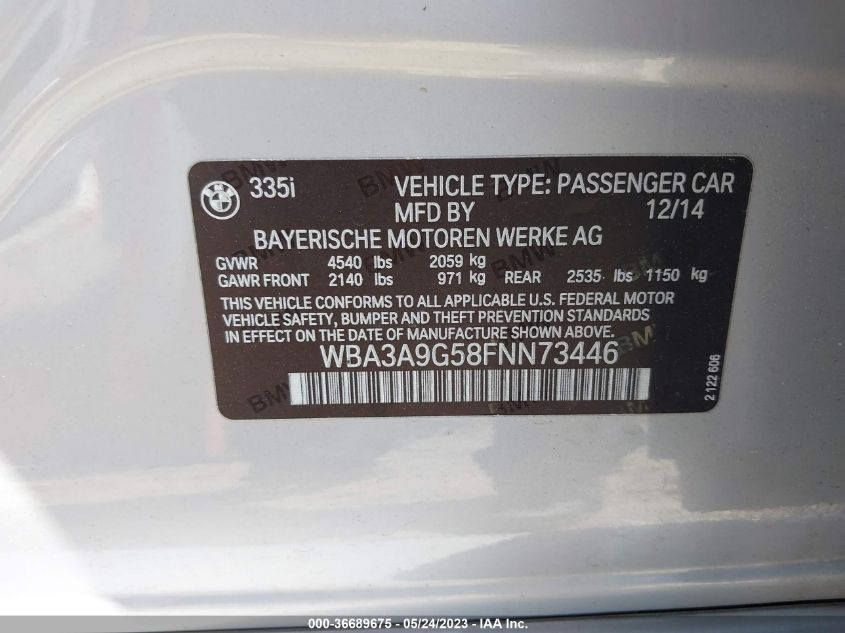 335i VEHICLE TYPE: PASSENGER CAR
MFD BY 12/14
BAYERISCHE MOTOREN WERKE AG
GVWR 4540 lbs 2059 kg
GAWR FRONT 2140 lbs 971 kg REAR 2535 lbs 1150 kg
THIS VEHICLE CONFORMS TO ALL APPLICABLE U.S. FEDERAL MOTOR
VEHICLE SAFETY, BUMPER AND THEFT PREVENTION STANDARDS
IN EFFECT ON THE DATE OF MANUFACTURE SHOWN ABOVE.
WBA3A9G58FNN73446
2 122 606
000-36689675 - 05/24/2023 - IAAI.COM